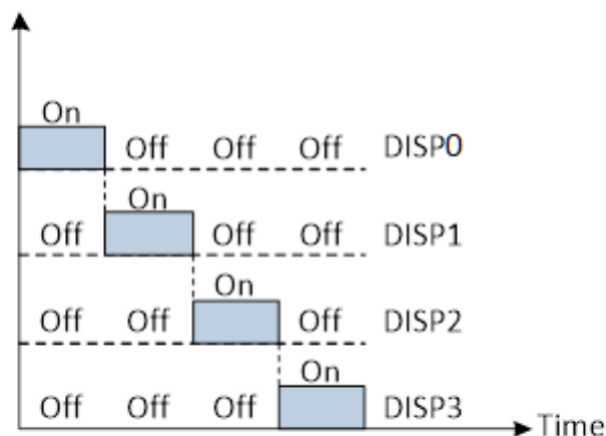 On
Off Off Off DISP0
On
Off Off Off DISP1
On
Off Off Off DISP2
On
Off Off Off DISP3
Time